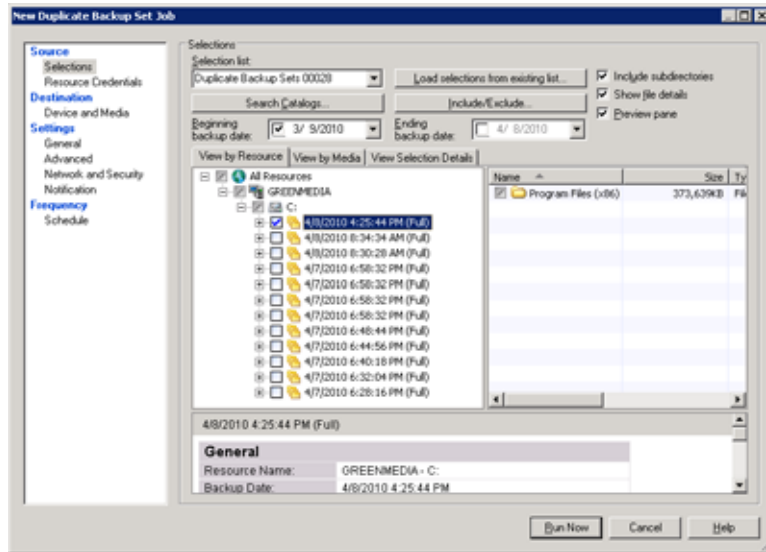 New Duplicate Backup Set Job
Source
Selections
Resource Credentials
Destination
Device and Media
Settings
General
Advanced
Network and Security
Notification
Frequency
Schedule
Selections
Selection list:
Duplicate Backup Sets 00028
Load selections from existing list...
Include subdirectories
Search Catalogs...
Include/Exclude...
Show file details
Preview pane
Beginning backup date:
3/ 9/2010
Ending backup date:
4/ 8/2010
View by Resource
View by Media
View Selection Details
All Resources
GREENMEDIA
C:
4/8/2010 4:25:44 PM (Full)
4/8/2010 8:34:34 AM (Full)
4/8/2010 8:30:28 AM (Full)
4/7/2010 6:58:32 PM (Full)
4/7/2010 6:58:32 PM (Full)
4/7/2010 6:58:32 PM (Full)
4/7/2010 6:58:32 PM (Full)
4/7/2010 6:48:44 PM (Full)
4/7/2010 6:44:56 PM (Full)
4/7/2010 6:40:18 PM (Full)
4/7/2010 6:32:04 PM (Full)
4/7/2010 6:28:16 PM (Full)
Name
Size
Ty
Program Files (x86)
373,639KB
File
4/8/2010 4:25:44 PM (Full)
General
Resource Name:
GREENMEDIA - C:
Backup Date:
4/8/2010 4:25:44 PM
Run Now
Cancel
Help